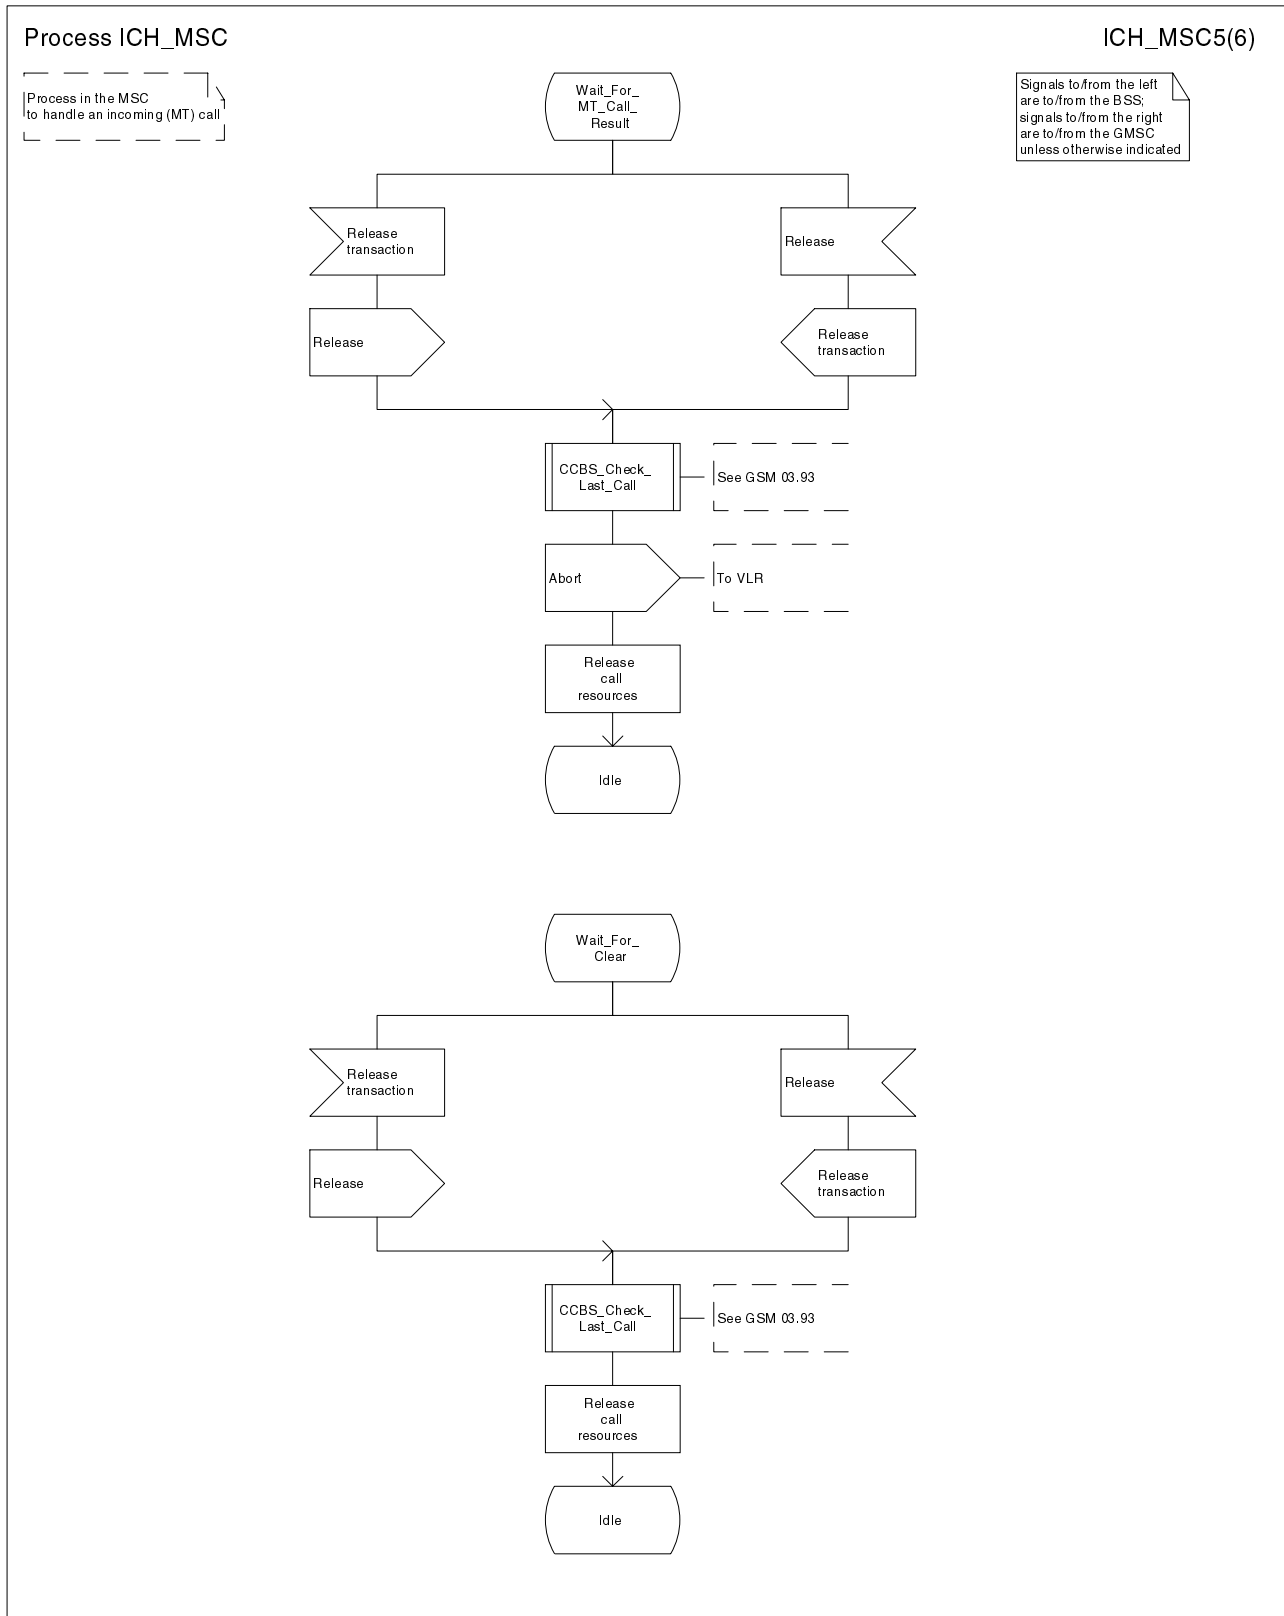 Process ICH_MSC
ICH_MSC5(6)
Process in the MSC
to handle an incoming (MT) call
Signals to/from the left
are to/from the BSS;
signals to/from the right
are to/from the GMSC
unless otherwise indicated
Wait_For_
MT_Call_
Result
Release
transaction
Release
Release
Release
transaction
CCBS_Check_
Last_Call
See GSM 03.93
Abort
To VLR
Release
call
resources
Idle
Wait_For_
Clear
Release
transaction
Release
Release
Release
transaction
CCBS_Check_
Last_Call
See GSM 03.93
Release
call
resources
Idle